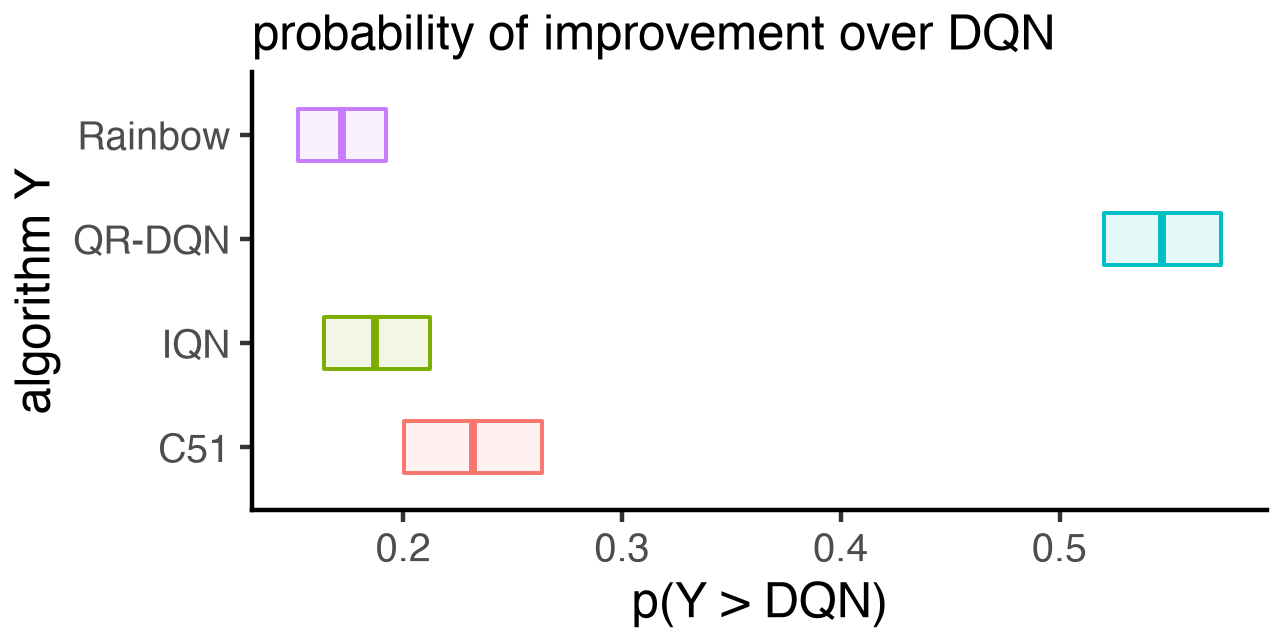 probability of improvement over DQN
algorithm Y
Rainbow
QR-DQN
IQN
C51
0.2 0.3 0.4 0.5
p(Y > DQN)